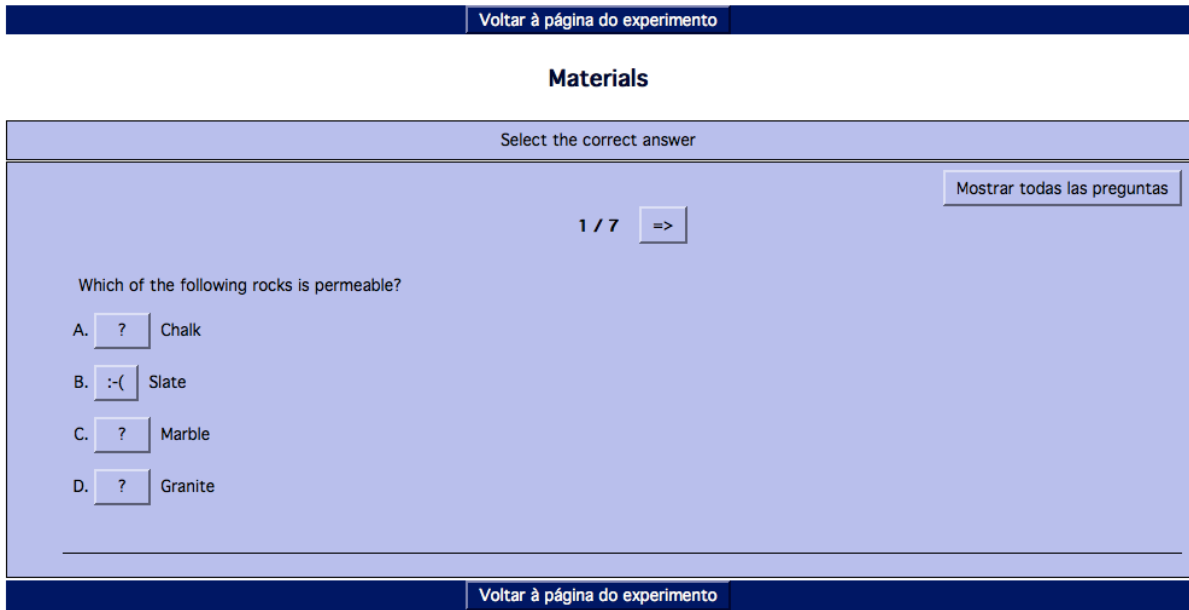 Voltar à página do experimento
Materials
Select the correct answer
Mostrar todas las preguntas
1 / 7 =>
Which of the following rocks is permeable?
A. ? Chalk
B. :-( Slate
C. ? Marble
D. ? Granite
Voltar à página do experimento